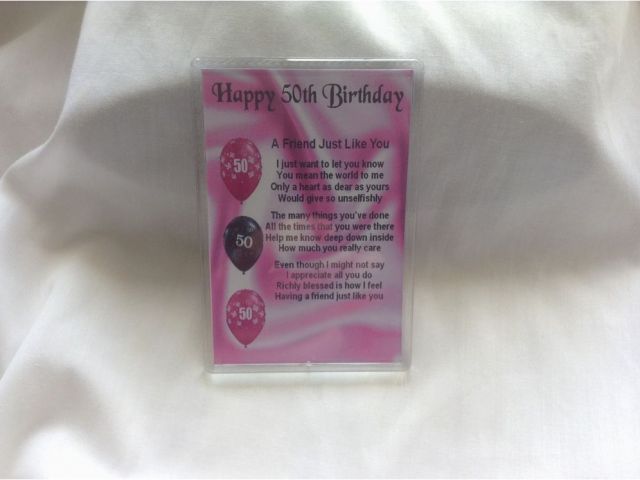 Happy 50th Birthday
A Friend Just Like You
I just want to let you know
You mean the world to me
Only a heart as dear as yours
Would give so unselfishly
The many things you've done
All the times that you were there
Help me know deep down inside
How much you really care
Even though I might not say
I appreciate all you do
Richly blessed is how I feel
Having a friend just like you
50
50
50